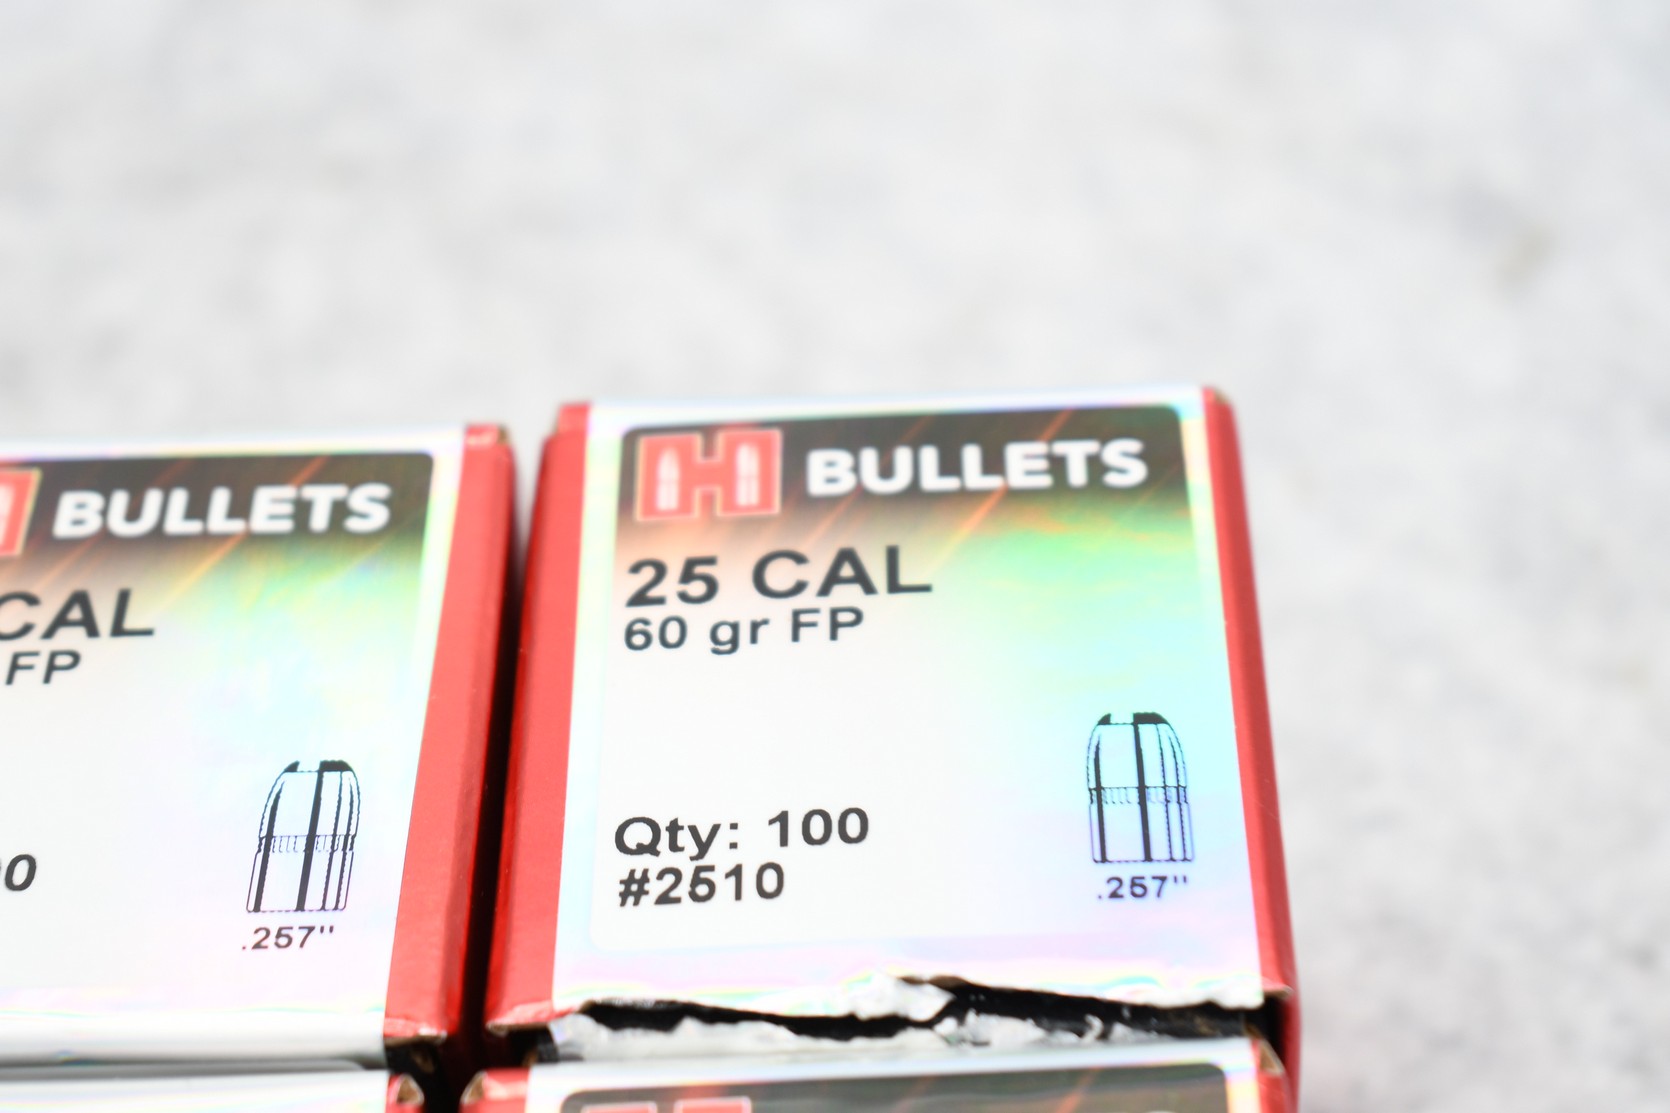 BULLETS
CAL
FP
.257"
H BULLETS
25 CAL
60 gr FP
Qty: 100
#2510
.257"